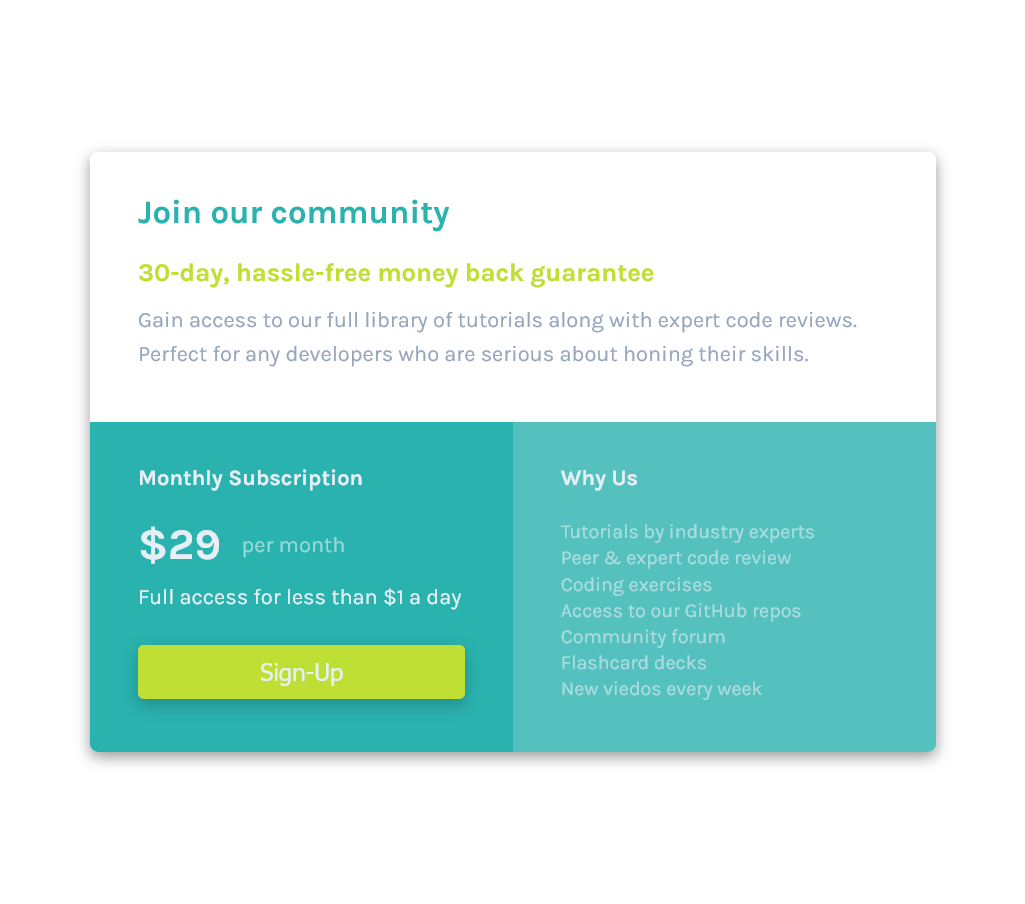 Join our community
30-day, hassle-free money back guarantee
Gain access to our full library of tutorials along with expert code reviews.
Perfect for any developers who are serious about honing their skills.
Monthly Subscription
$29 per month
Full access for less than $1 a day
Sign-Up
Why Us
Tutorials by industry experts
Peer & expert code review
Coding exercises
Access to our GitHub repos
Community forum
Flashcard decks
New viedos every week